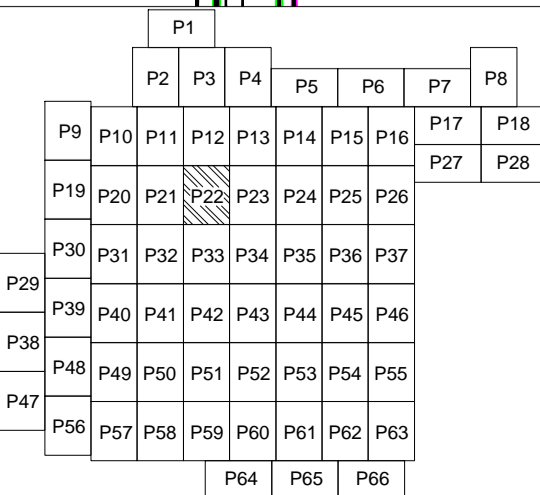 P1
P2 P3 P4 P5 P6 P7 P8
P9 P10 P11 P12 P13 P14 P15 P16 P17 P18
P19 P20 P21 P22 P23 P24 P25 P26 P27 P28
P29 P30 P31 P32 P33 P34 P35 P36 P37
P38 P39 P40 P41 P42 P43 P44 P45 P46
P47 P48 P49 P50 P51 P52 P53 P54 P55
P56 P57 P58 P59 P60 P61 P62 P63
P64 P65 P66